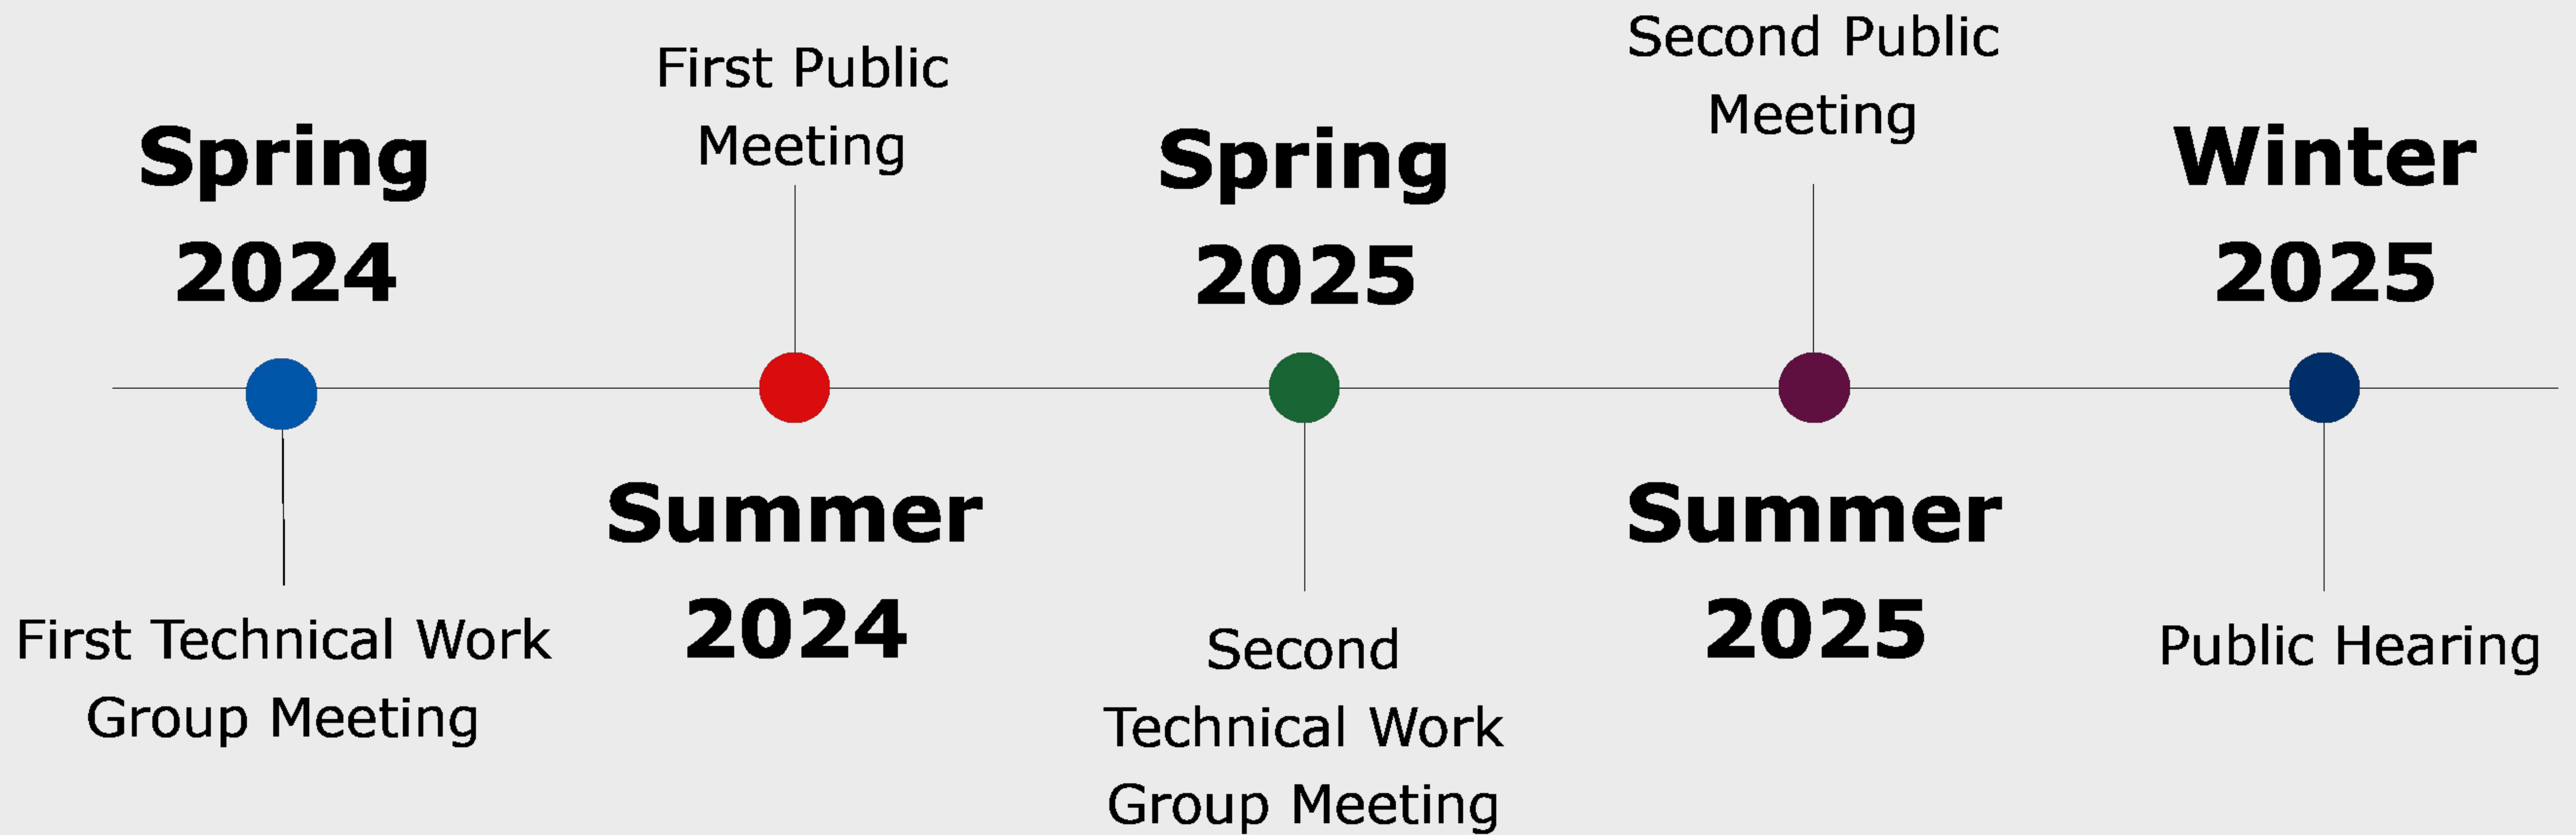 Spring
2024
First Technical Work
Group Meeting
First Public
Meeting
Summer
2024
Spring
2025
Second
Technical Work
Group Meeting
Second Public
Meeting
Summer
2025
Winter
2025
Public Hearing